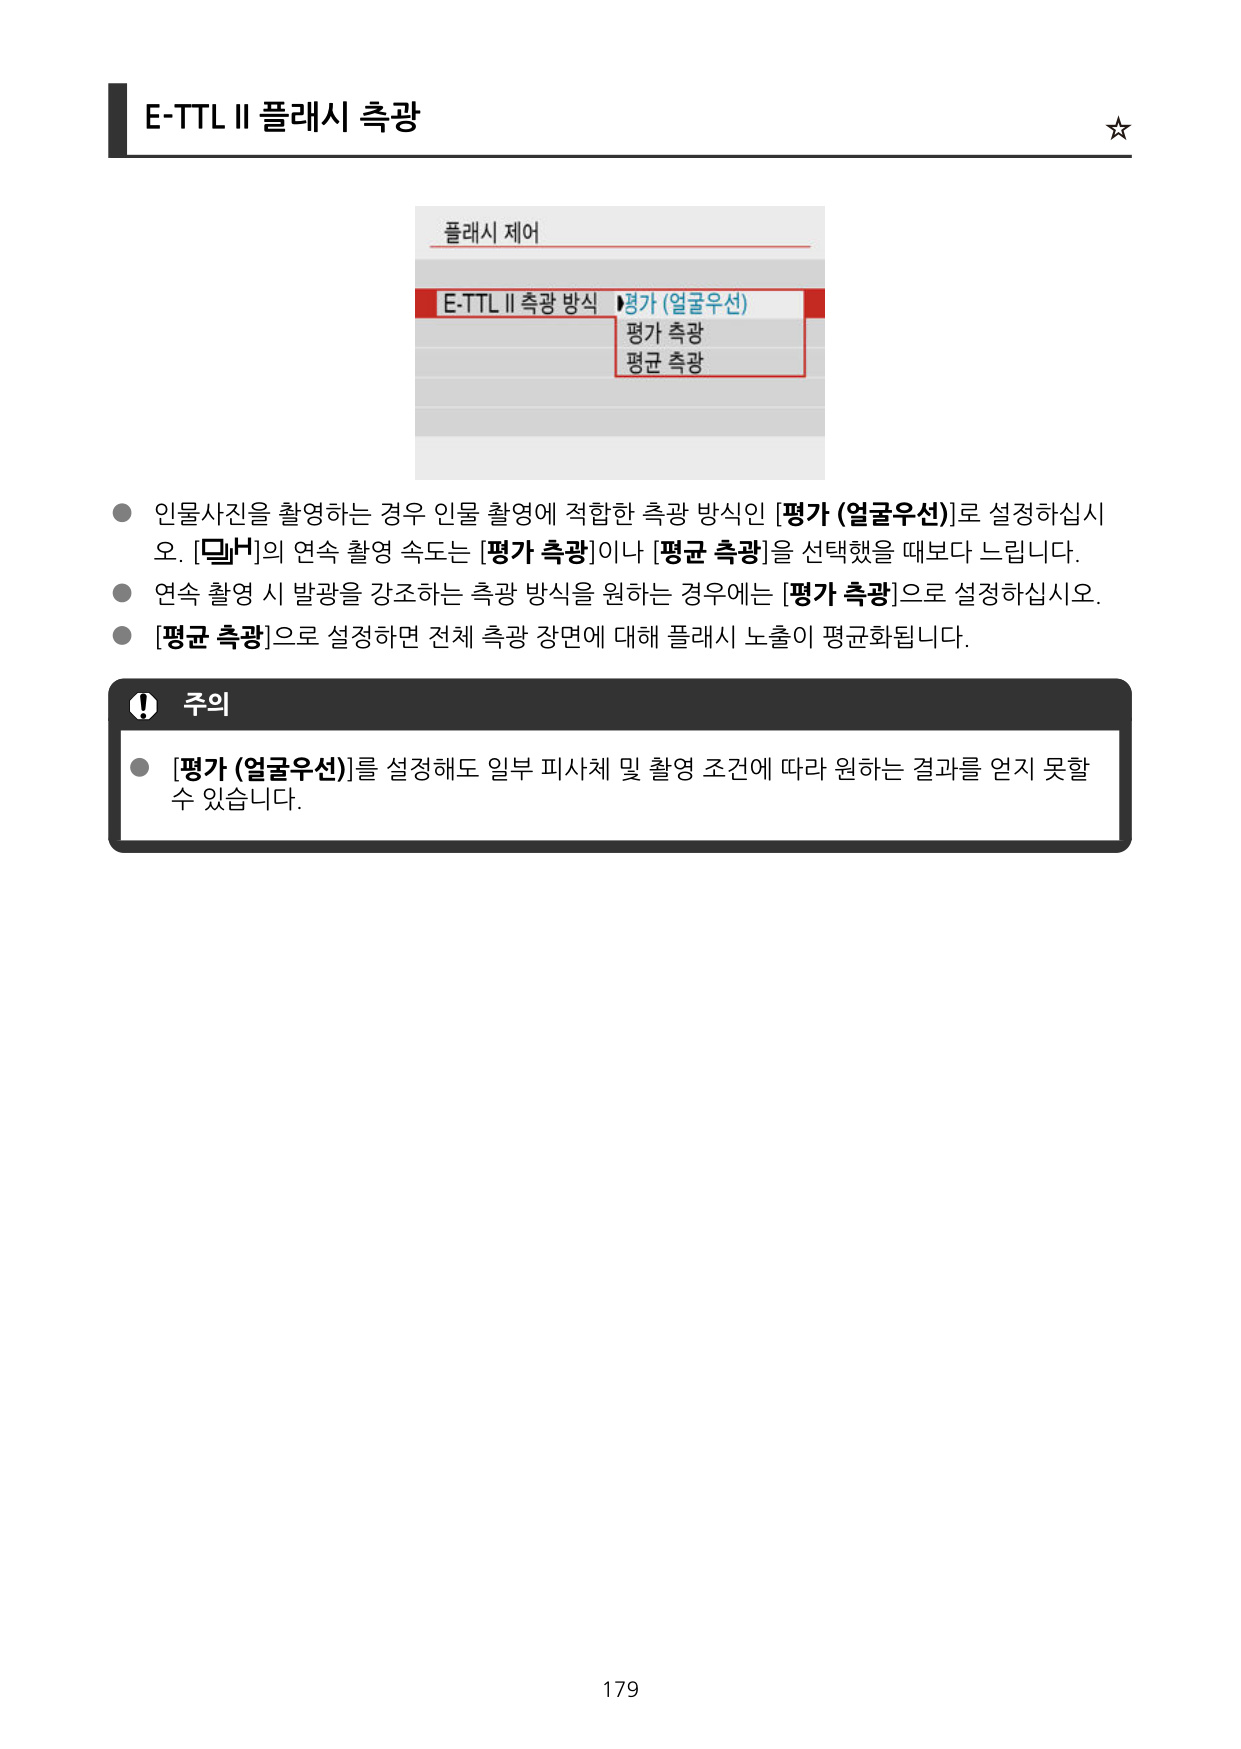 E-TTL II 플래시 측광
☆
플래시 제어
E-TTL II 측광 방식
평가 (얼굴우선)
평가 측광
평균 측광
● 인물사진을 촬영하는 경우 인물 촬영에 적합한 측광 방식인 [평가 (얼굴우선)]로 설정하십시
오. [H]의 연속 촬영 속도는 [평가 측광]이나 [평균 측광]을 선택했을 때보다 느립니다.
● 연속 촬영 시 발광을 강조하는 측광 방식을 원하는 경우에는 [평가 측광]으로 설정하십시오.
● [평균 측광]으로 설정하면 전체 측광 장면에 대해 플래시 노출이 평균화됩니다.
주의
● [평가 (얼굴우선)]를 설정해도 일부 피사체 및 촬영 조건에 따라 원하는 결과를 얻지 못할
수 있습니다.
179